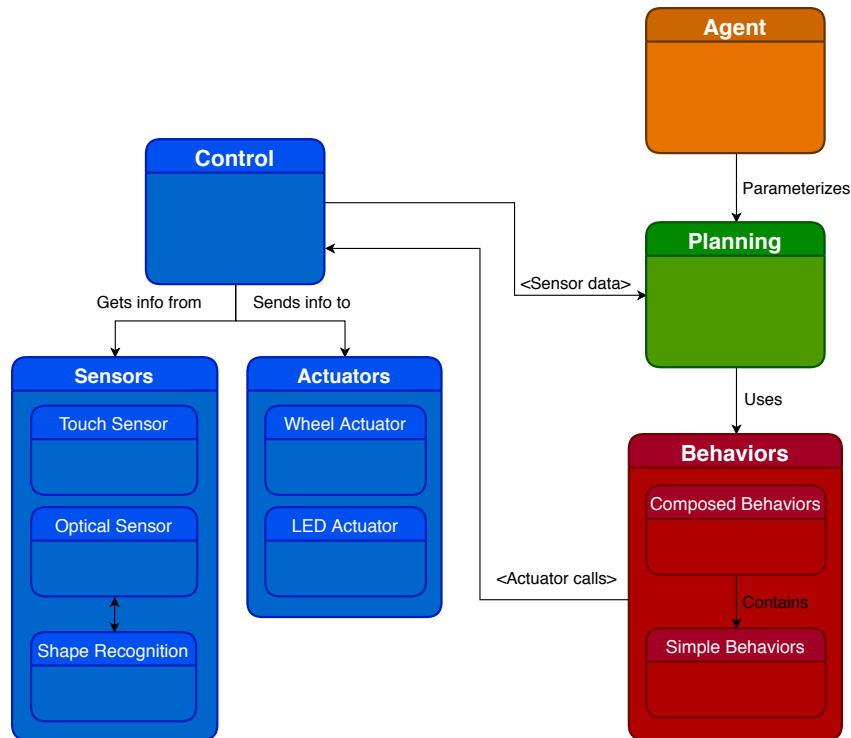 Agent
Control
Parameterizes
Planning
<Sensor data>
Gets info from
Sends info to
Sensors
Actuators
Uses
Touch Sensor
Wheel Actuator
Behaviors
Composed Behaviors
Optical Sensor
LED Actuator
<Actuator calls>
Contains
Shape Recognition
Simple Behaviors